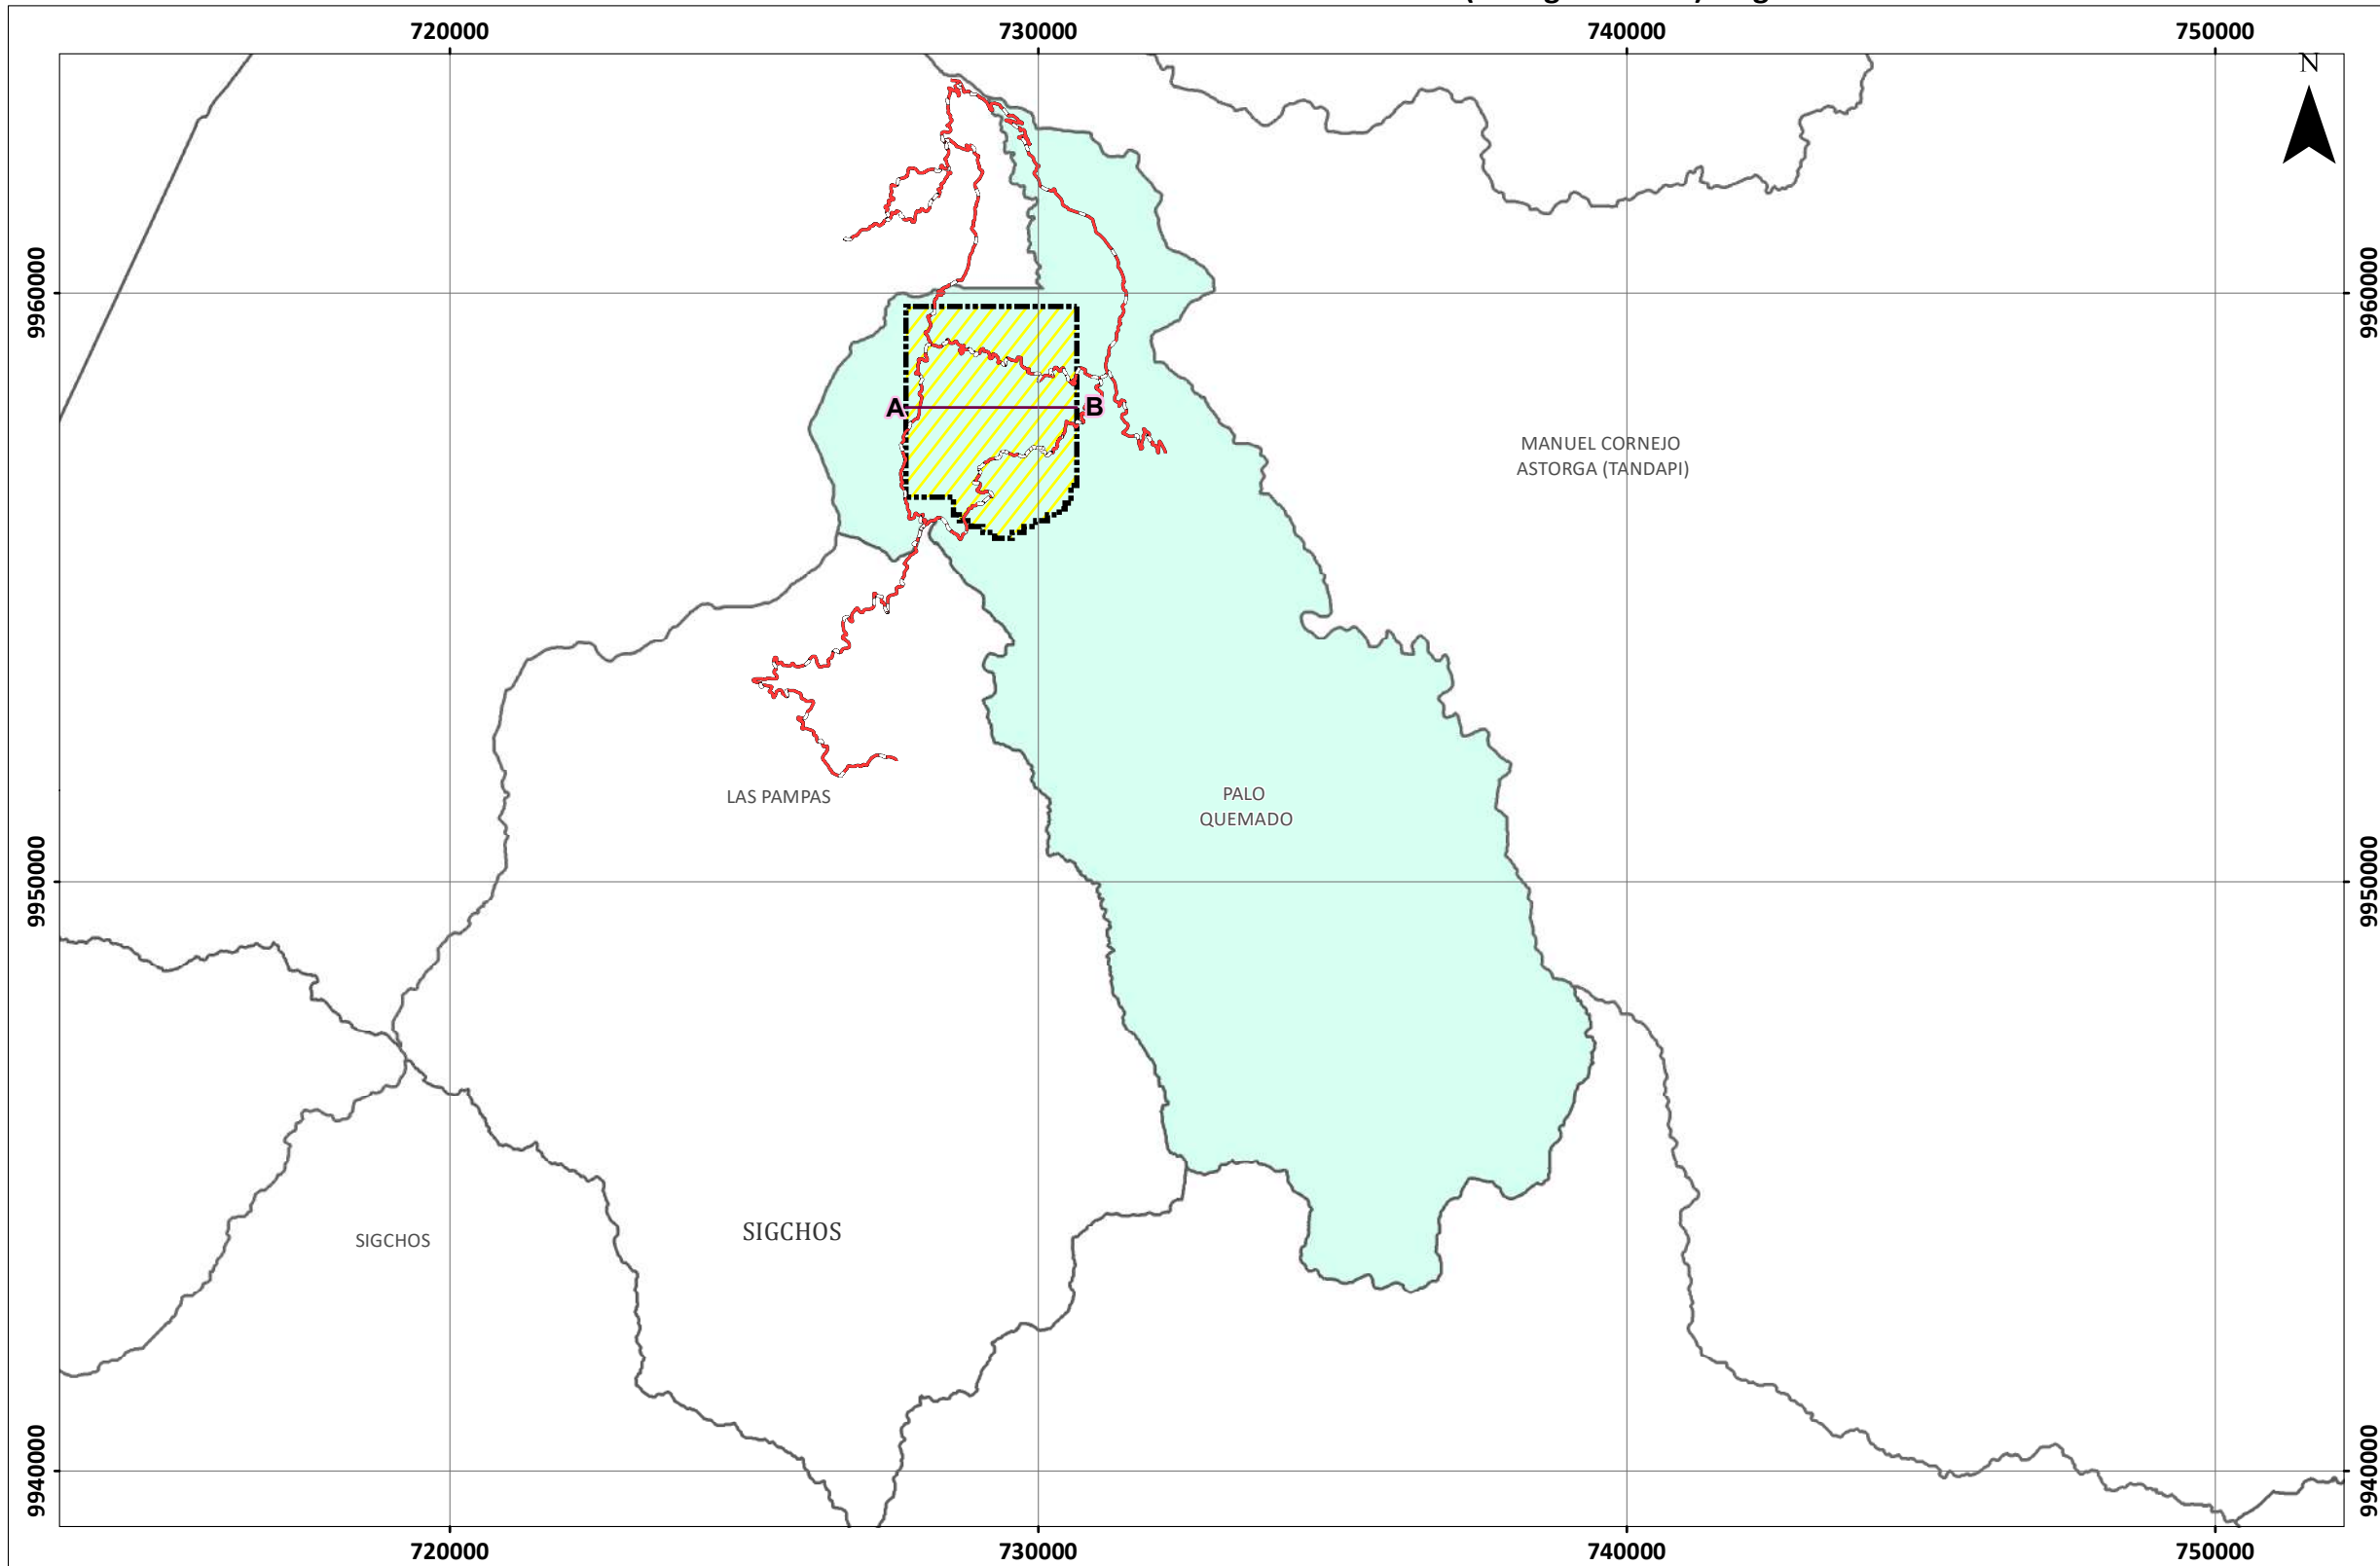 720000 730000 740000 750000
N
9960000 9960000
A B
MANUEL CORNEJO
ASTORGA (TANDAPI)
LAS PAMPAS
PALO
QUEMADO
9950000 9950000
SIGCHOS
SIGCHOS
9940000 9940000
720000 730000 740000 750000